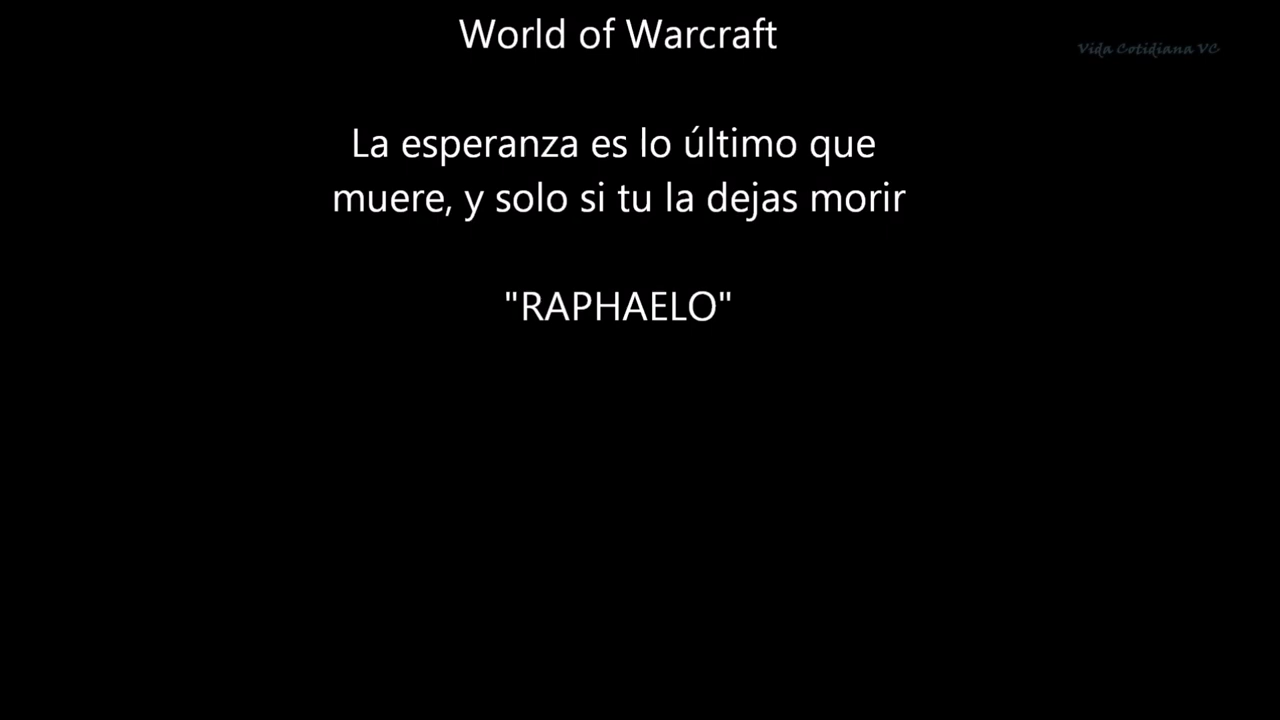 World of Warcraft
Vida Cotidiana VC
La esperanza es lo último que
muere, y solo si tu la dejas morir
"RAPHAELO"